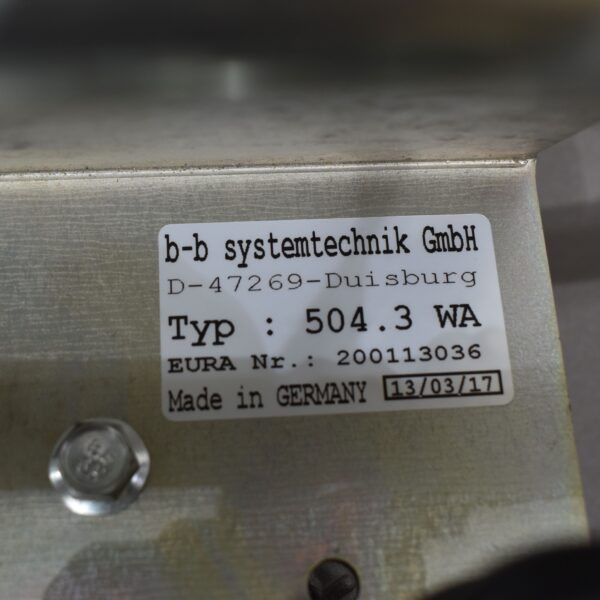 b-b systemtechnik GmbH
D-47269-Duisburg
Typ : 504.3 WA
EURA Nr.: 200113036
Made in GERMANY 13/03/17